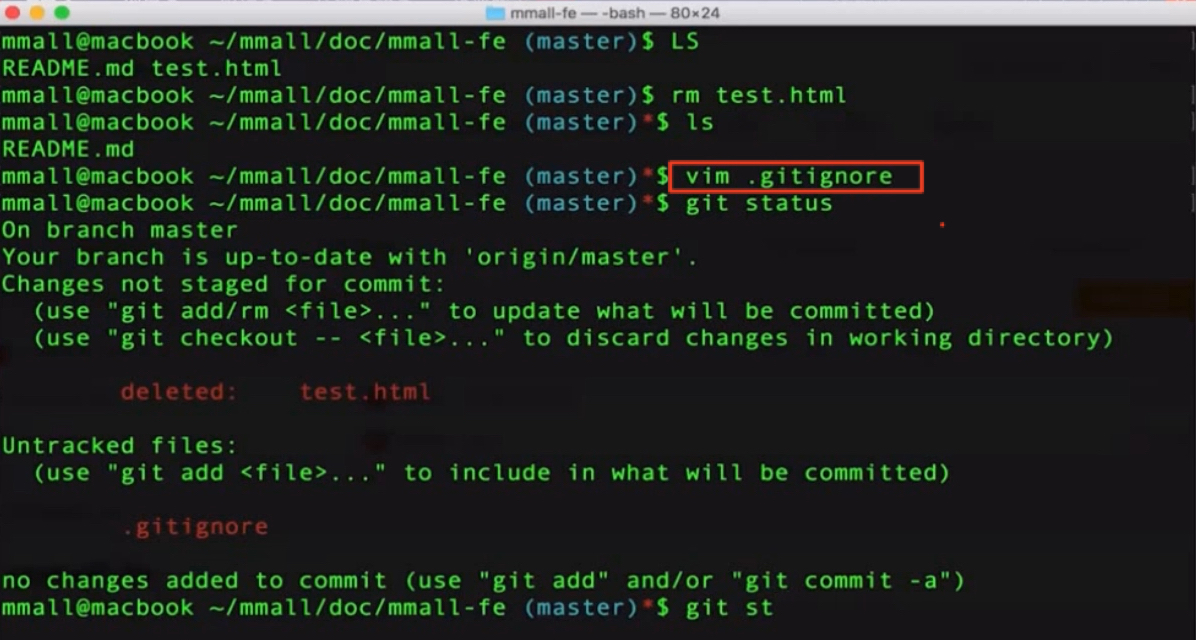 mmall-fe — -bash — 80×24
mmall@macbook ~/mmall/doc/mmall-fe (master)$ LS
README.md test.html
mmall@macbook ~/mmall/doc/mmall-fe (master)$ rm test.html
mmall@macbook ~/mmall/doc/mmall-fe (master)*$ ls
README.md
mmall@macbook ~/mmall/doc/mmall-fe (master)*$ vim .gitignore
mmall@macbook ~/mmall/doc/mmall-fe (master)*$ git status
On branch master
Your branch is up-to-date with 'origin/master'.
Changes not staged for commit:
  (use "git add/rm <file>..." to update what will be committed)
  (use "git checkout -- <file>..." to discard changes in working directory)
deleted:    test.html
Untracked files:
  (use "git add <file>..." to include in what will be committed)
.gitignore
no changes added to commit (use "git add" and/or "git commit -a")
mmall@macbook ~/mmall/doc/mmall-fe (master)*$ git st